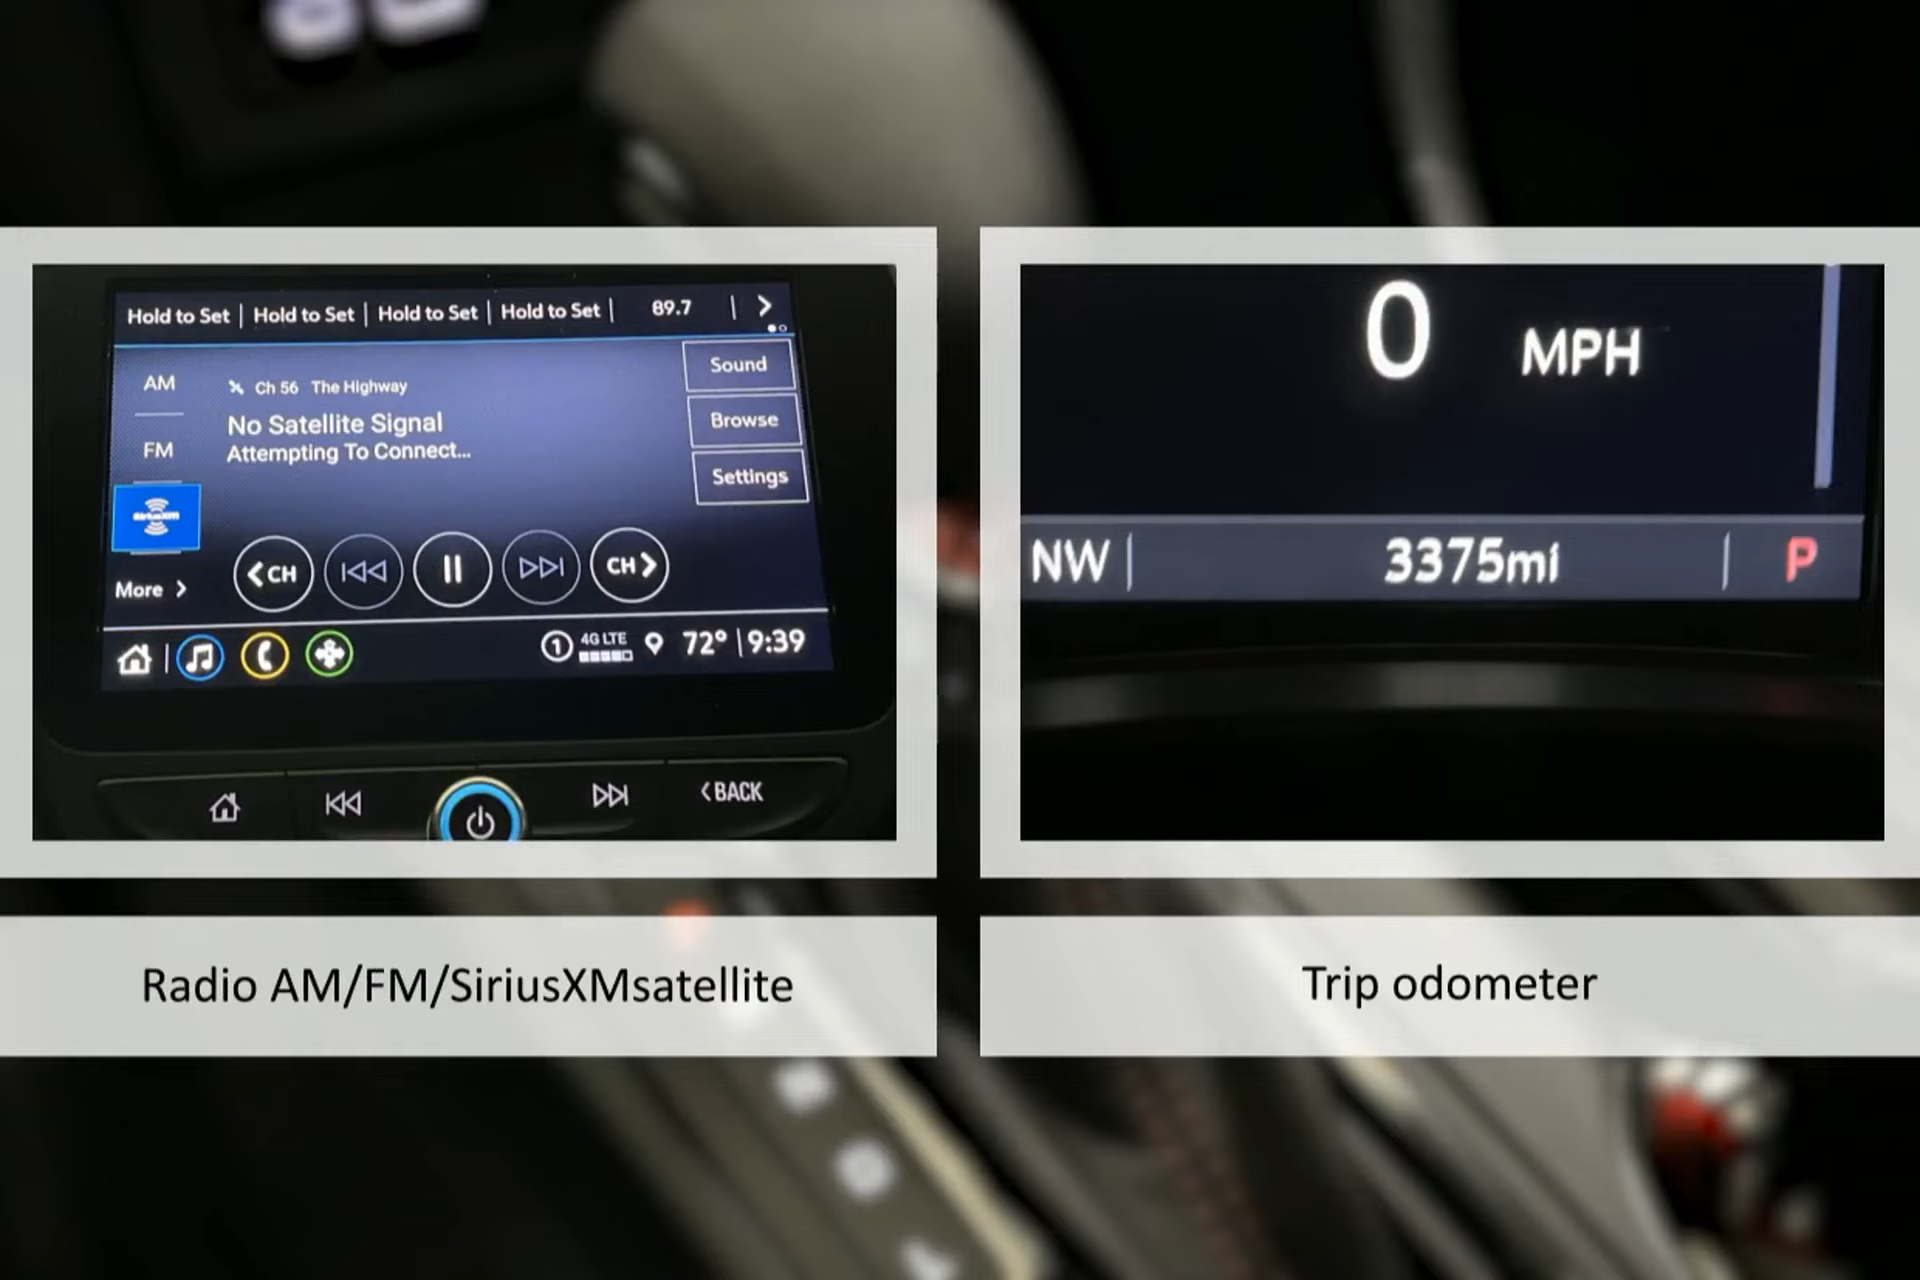 Hold to Set | Hold to Set | Hold to Set | Hold to Set | 89.7 | >
AM
Ch 56 The Highway
Sound
No Satellite Signal
Browse
FM
Attempting To Connect...
Settings
SiriusXM
<CH
CH>
More >
1 4G LTE 72° | 9:39
<BACK
0 MPH
NW | 3375mi | P
Radio AM/FM/SiriusXMsatellite
Trip odometer